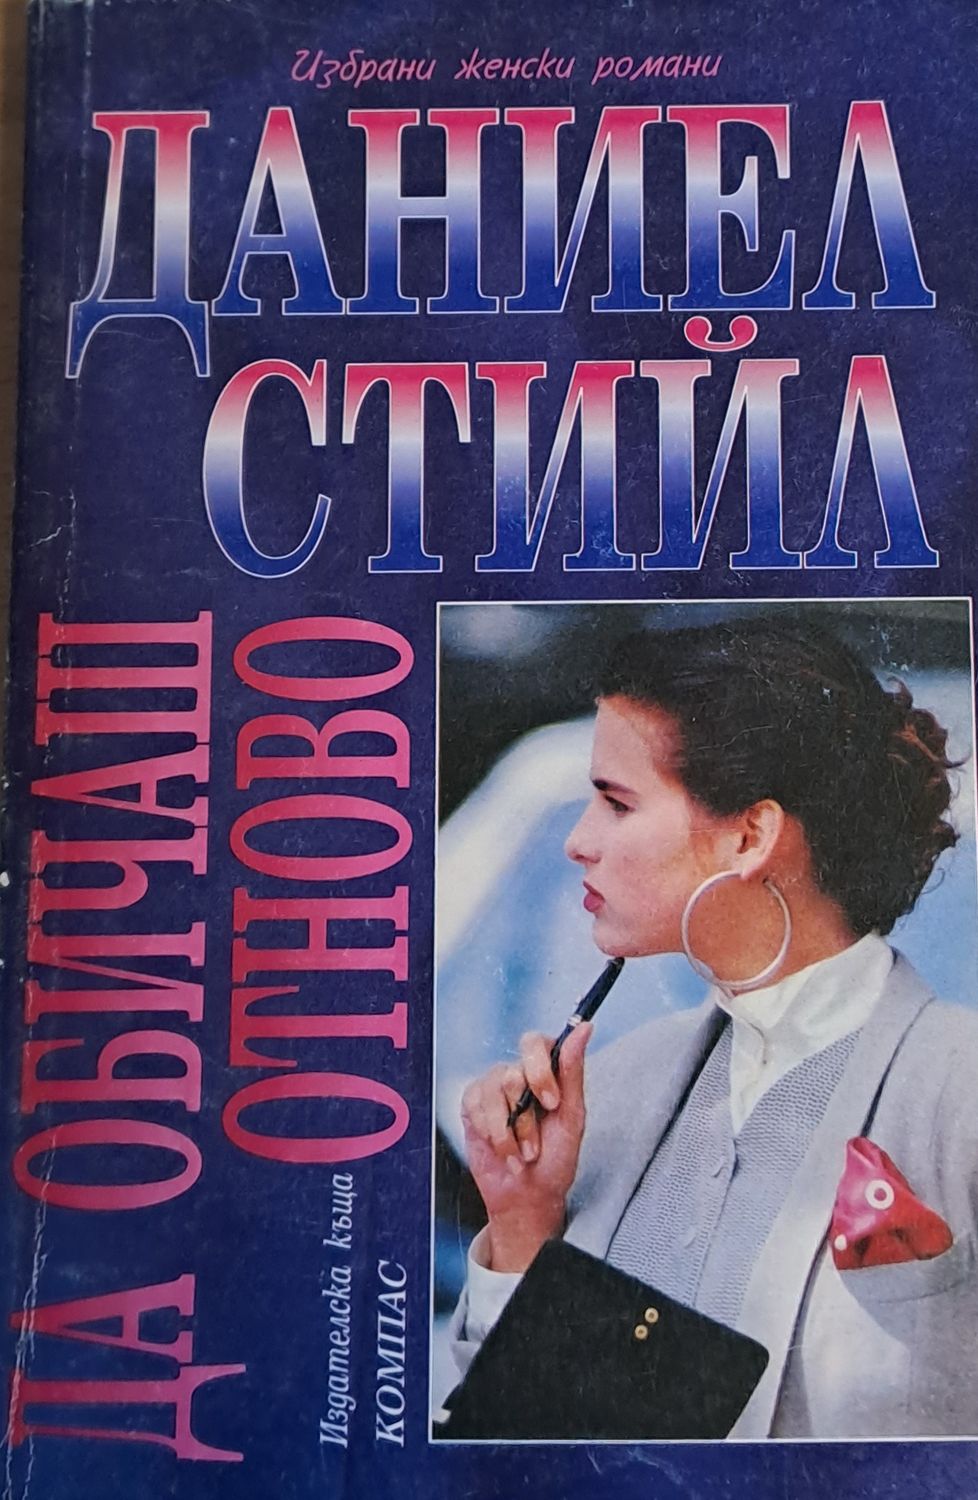 Избрани женски романи
ДАНИЕЛ
СТИЙЛ
ДА ОБИЧАШ
ОТНОВО
Издателска къща
КОМПАС